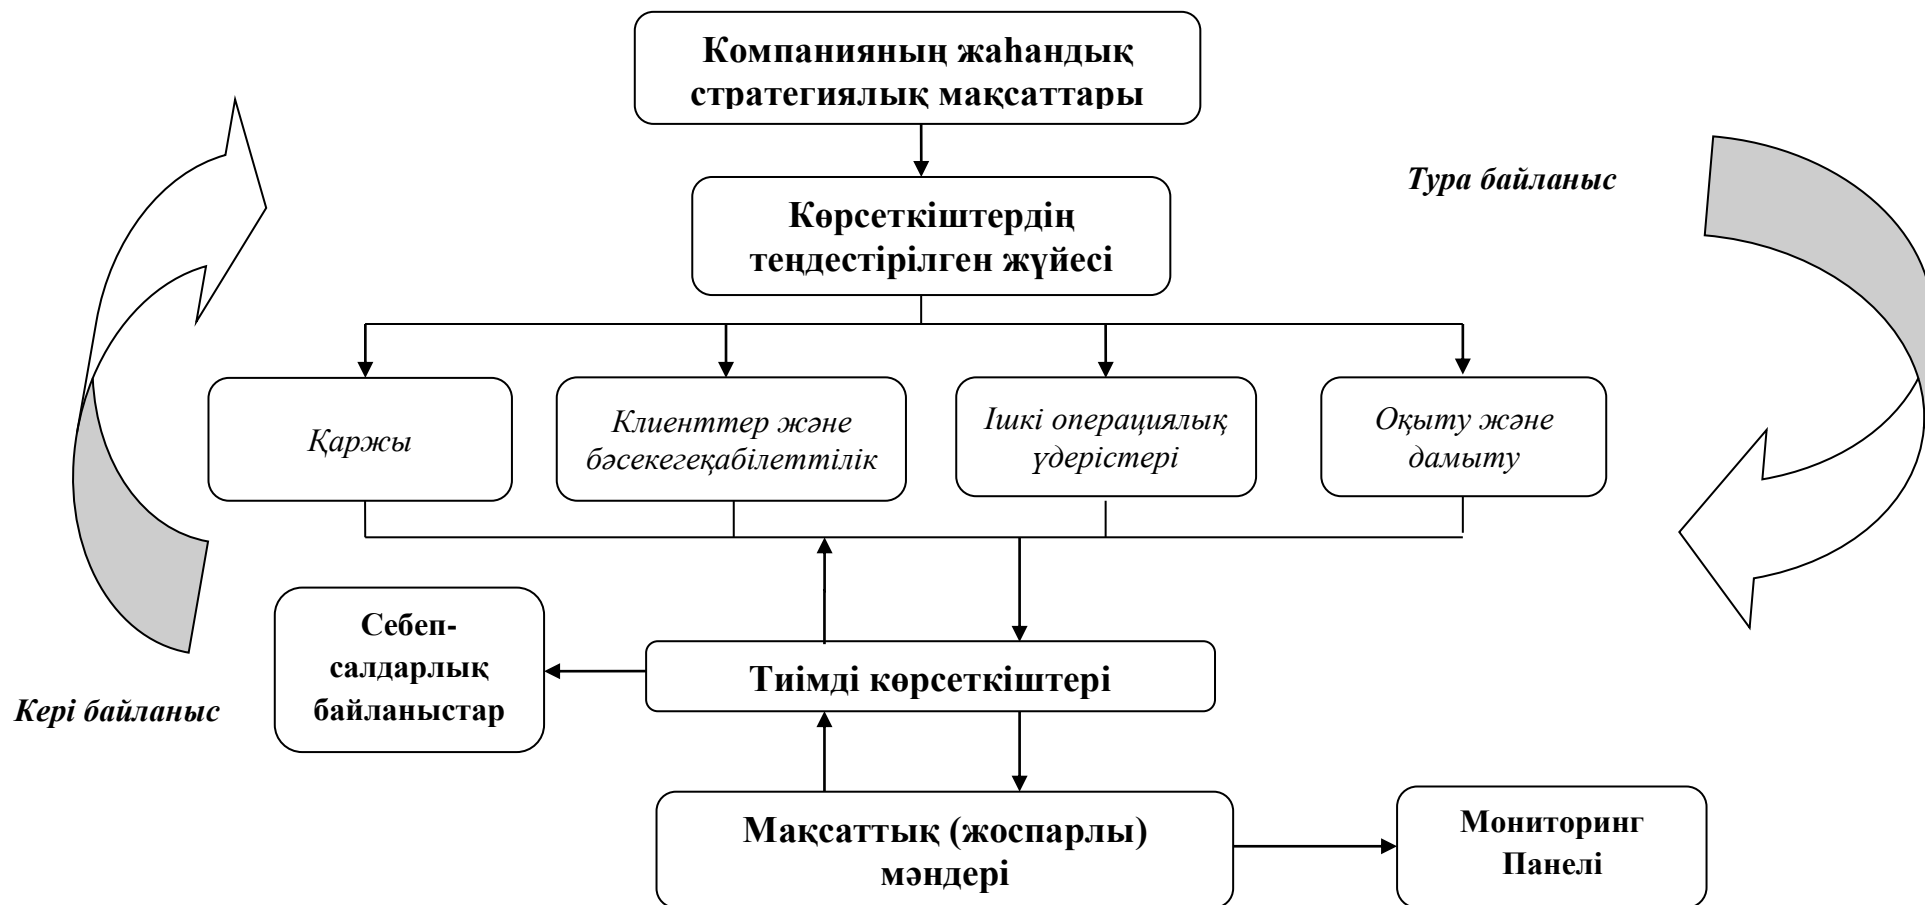 Компанияның жаһандық
стратегиялық мақсаттары
Тура байланыс
Көрсеткіштердің
теңдестірілген жүйесі
Қаржы
Клиенттер және
бәсекегеқабілеттілік
Ішкі операциялық
үдерістері
Оқыту және
дамыту
Себеп-
салдарлық
байланыстар
Тиімді көрсеткіштері
Кері байланыс
Мақсаттық (жоспарлы)
мәндері
Мониторинг
Панелі